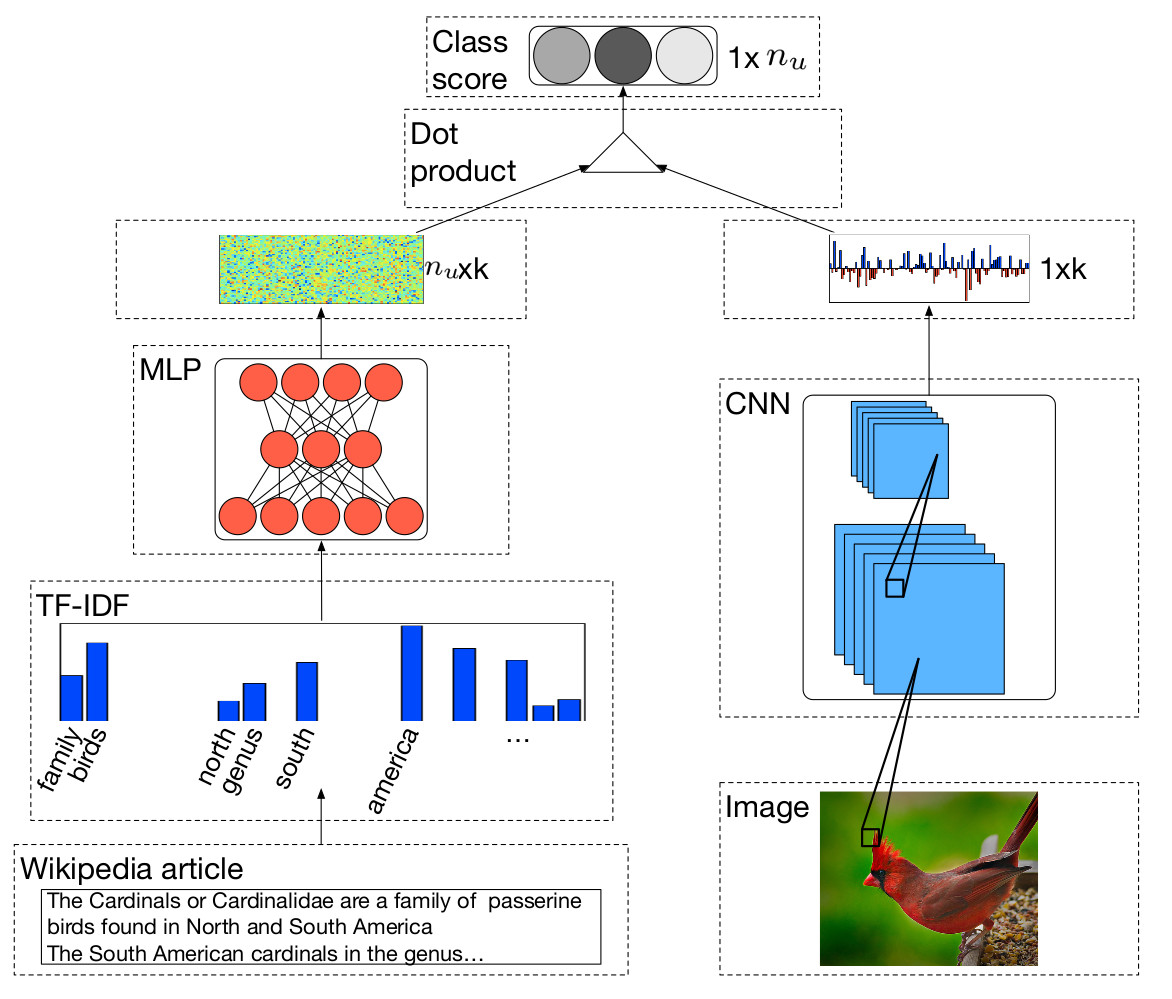 Class
score
1x n_u
Dot
product
n_uxk
1xk
MLP
CNN
TF-IDF
family
birds
north
genus
south
america
...
Wikipedia article
The Cardinals or Cardinalidae are a family of  passerine
birds found in North and South America
The South American cardinals in the genus...
Image